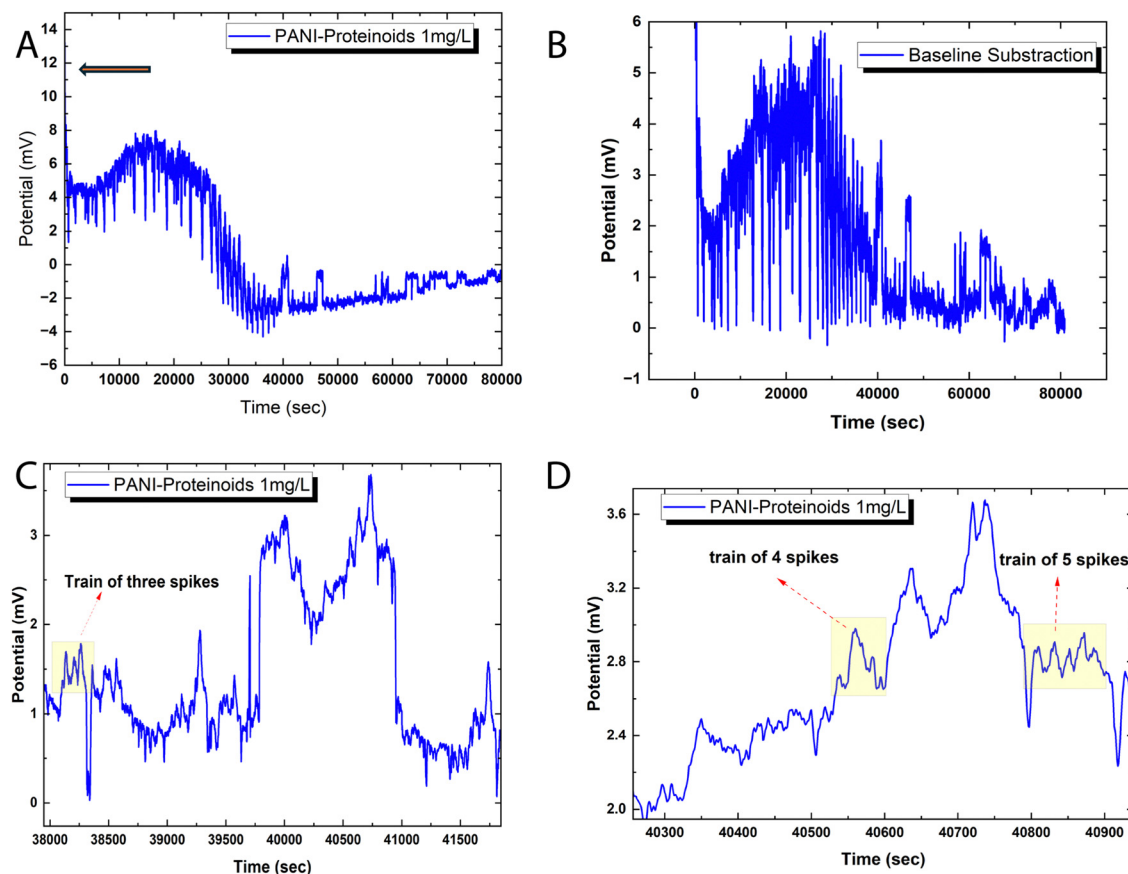 A
PANI-Proteinoids 1mg/L
14
12
10
8
6
4
2
0
−2
−4
−6
Potential (mV)
0 10000 20000 30000 40000 50000 60000 70000 80000
Time (sec)
B
Baseline Substraction
6
5
4
3
2
1
0
−1
Potential (mV)
0 20000 40000 60000 80000
Time (sec)
C
PANI-Proteinoids 1mg/L
Train of three spikes
3
2
1
0
Potential (mV)
38000 38500 39000 39500 40000 40500 41000 41500
Time (sec)
D
PANI-Proteinoids 1mg/L
train of 4 spikes
train of 5 spikes
3.6
3.2
2.8
2.4
2.0
Potential (mV)
40300 40400 40500 40600 40700 40800 40900
Time (sec)